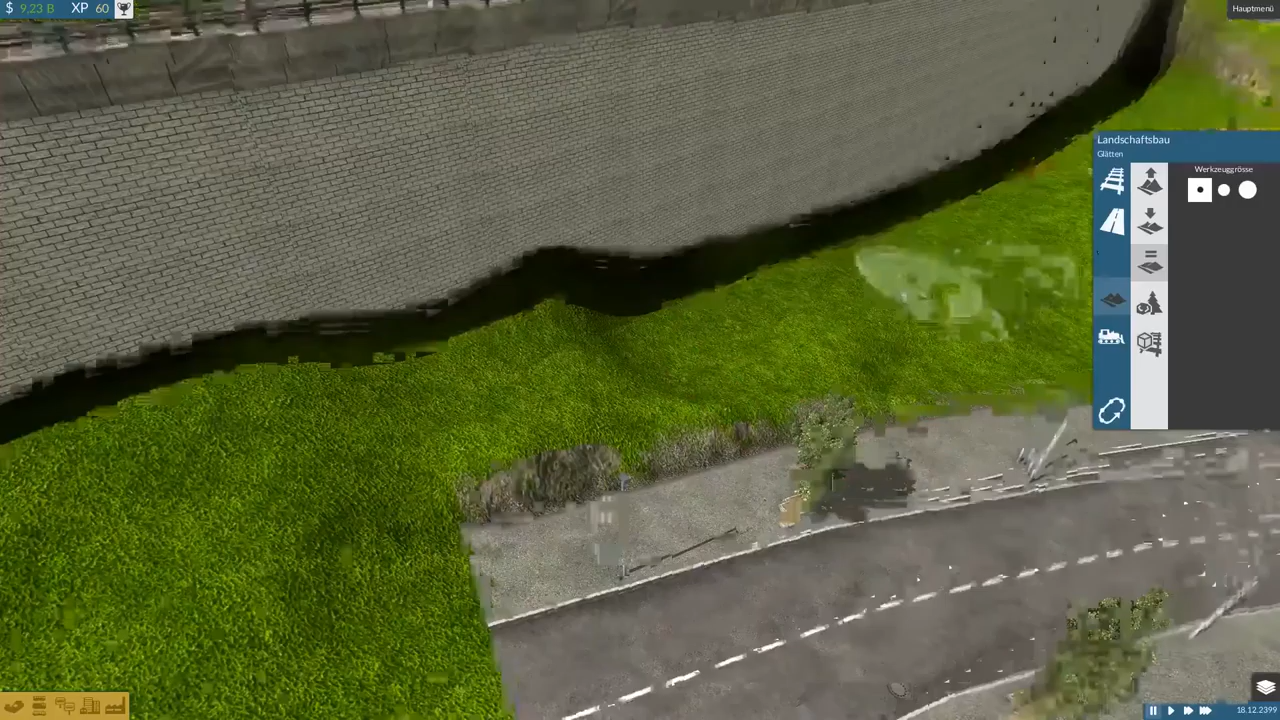 $ 9,23 B XP 60
Hauptmenü
Landschaftsbau
Glätten
Werkzeuggrösse
18.12.2399